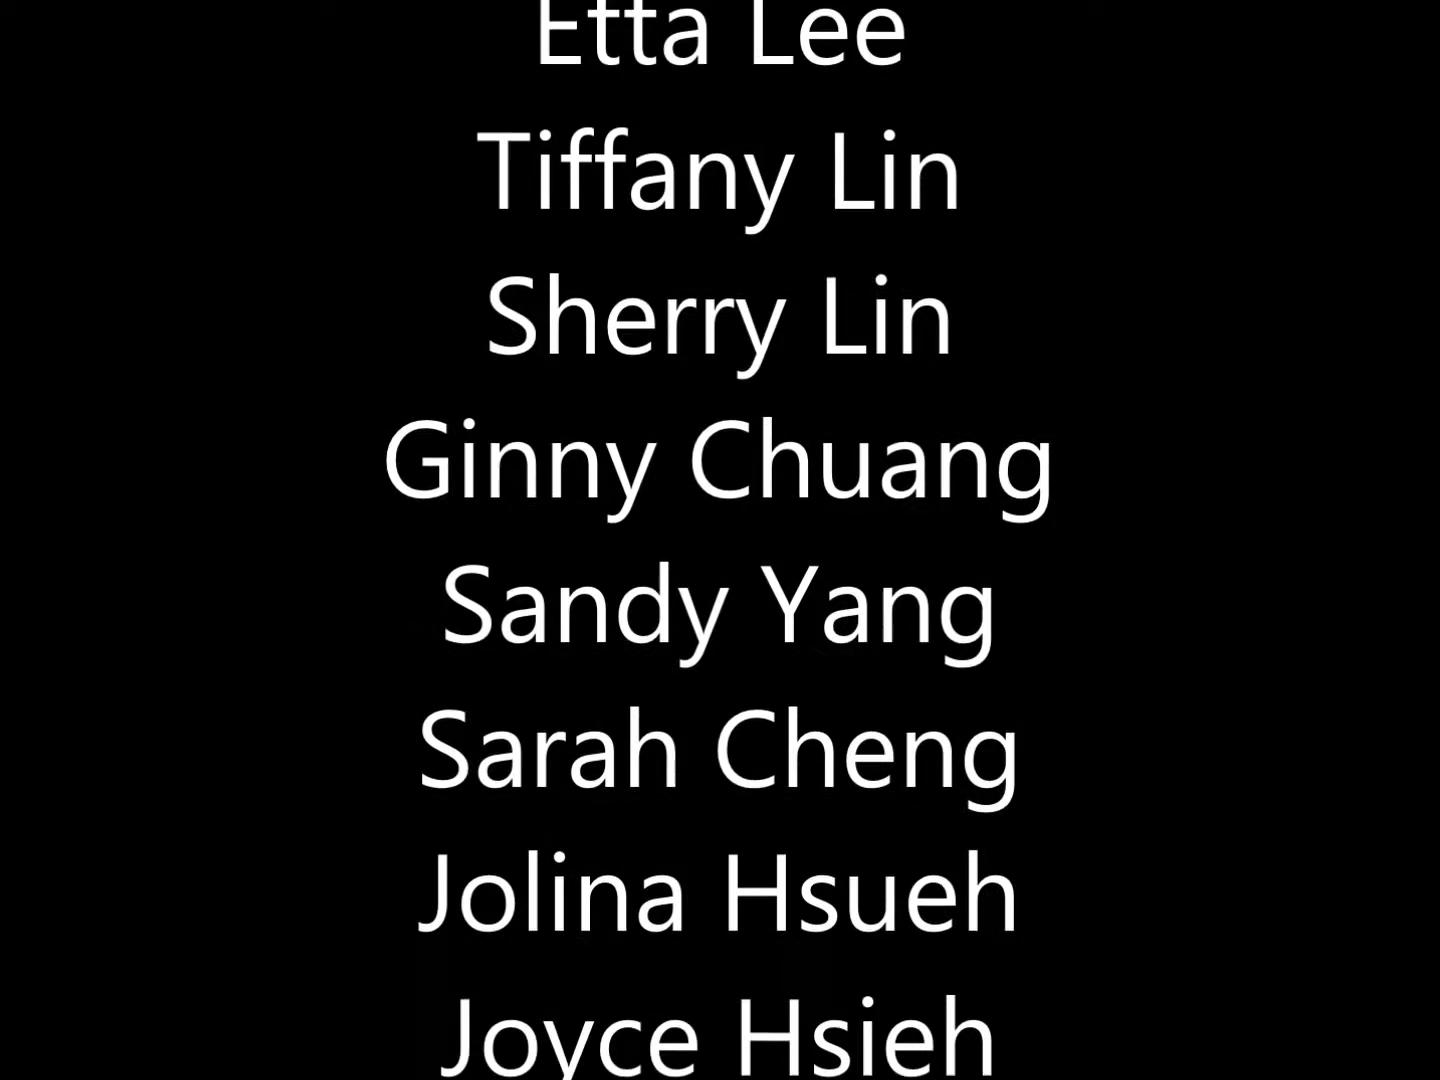 Etta Lee
Tiffany Lin
Sherry Lin
Ginny Chuang
Sandy Yang
Sarah Cheng
Jolina Hsueh
Joyce Hsieh